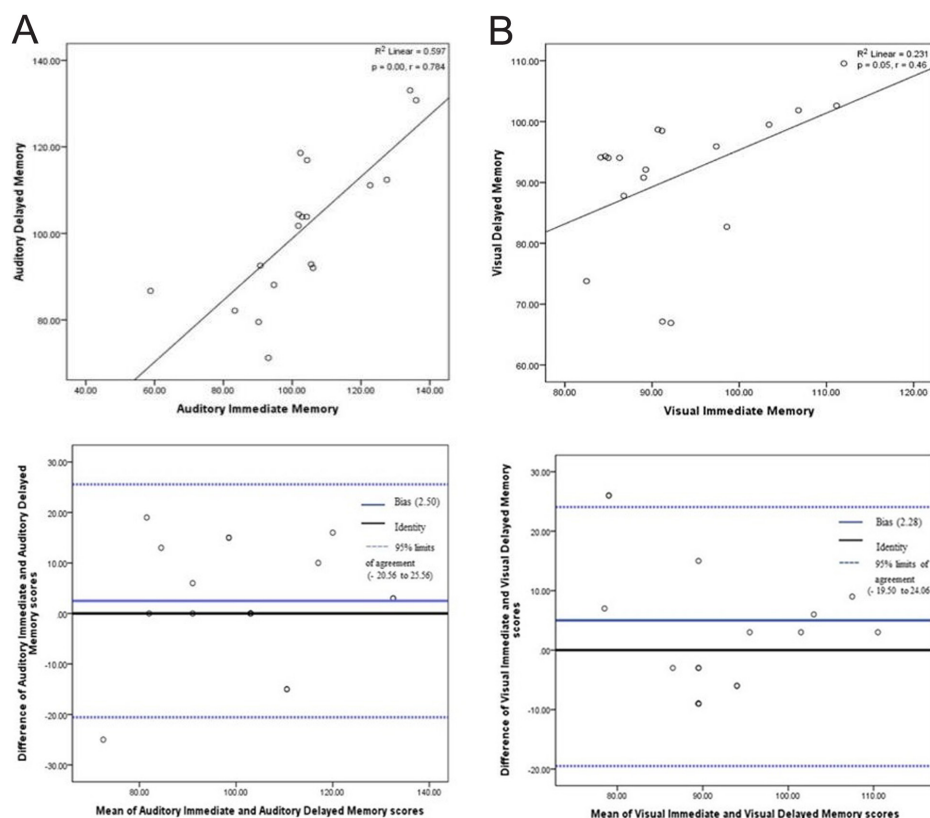 A
R² Linear = 0.597
p = 0.00, r = 0.784
140.00
120.00
100.00
80.00
Auditory Delayed Memory
40.00
60.00
80.00
100.00
120.00
140.00
Auditory Immediate Memory
B
R² Linear = 0.231
p = 0.05, r = 0.46
110.00
100.00
90.00
80.00
70.00
60.00
Visual Delayed Memory
80.00
90.00
100.00
110.00
120.00
Visual Immediate Memory
30.00
20.00
10.00
.00
-10.00
-20.00
-30.00
Difference of Auditory Immediate and Auditory Delayed
Memory scores
Bias (2.50)
Identity
95% limits
of agreement
(- 20.56 to 25.56)
80.00
100.00
120.00
140.00
Mean of Auditory Immediate and Auditory Delayed Memory scores
30.00
20.00
10.00
.00
-10.00
-20.00
Difference of Visual Immediate and Visual Delayed Memory
scores
Bias (2.28)
Identity
95% limits of
agreement
(- 19.50 to 24.06)
80.00
90.00
100.00
110.00
Mean of Visual Immediate and Visual Delayed Memory scores